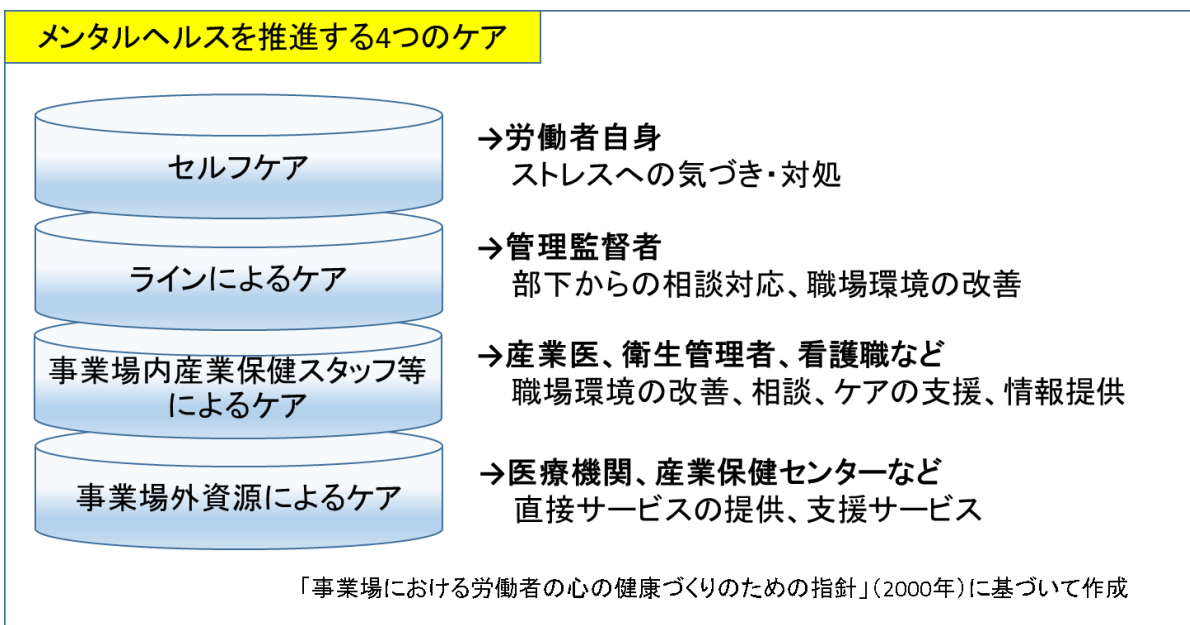 メンタルヘルスを推進する4つのケア
セルフケア
→労働者自身
ストレスへの気づき・対処
ラインによるケア
→管理監督者
部下からの相談対応、職場環境の改善
事業場内産業保健スタッフ等
によるケア
→産業医、衛生管理者、看護職など
職場環境の改善、相談、ケアの支援、情報提供
事業場外資源によるケア
→医療機関、産業保健センターなど
直接サービスの提供、支援サービス
「事業場における労働者の心の健康づくりのための指針」(2000年)に基づいて作成